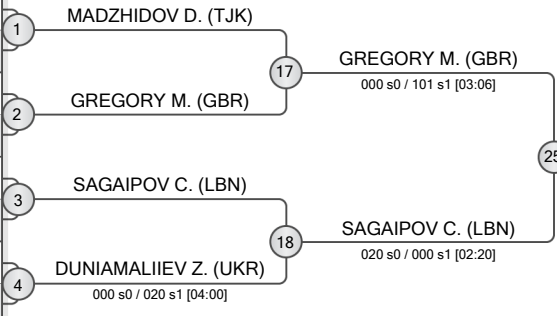 MADZHIDOV D. (TJK)
1
17
GREGORY M. (GBR)
000 s0 / 101 s1 [03:06]
GREGORY M. (GBR)
2
25
SAGAIPOV C. (LBN)
3
18
SAGAIPOV C. (LBN)
020 s0 / 000 s1 [02:20]
DUNIAMALIIEV Z. (UKR)
4
000 s0 / 020 s1 [04:00]